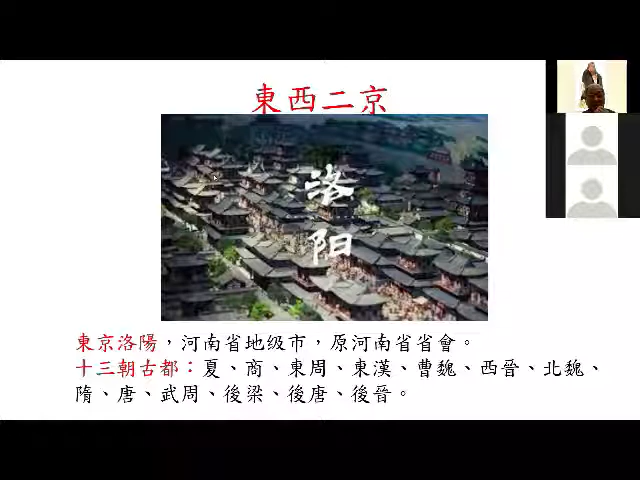 東西二京
洛
阳
東京洛陽，河南省地级市，原河南省省會。
十三朝古都：夏、商、東周、東漢、曹魏、西晉、北魏、
隋、唐、武周、後梁、後唐、後晉。